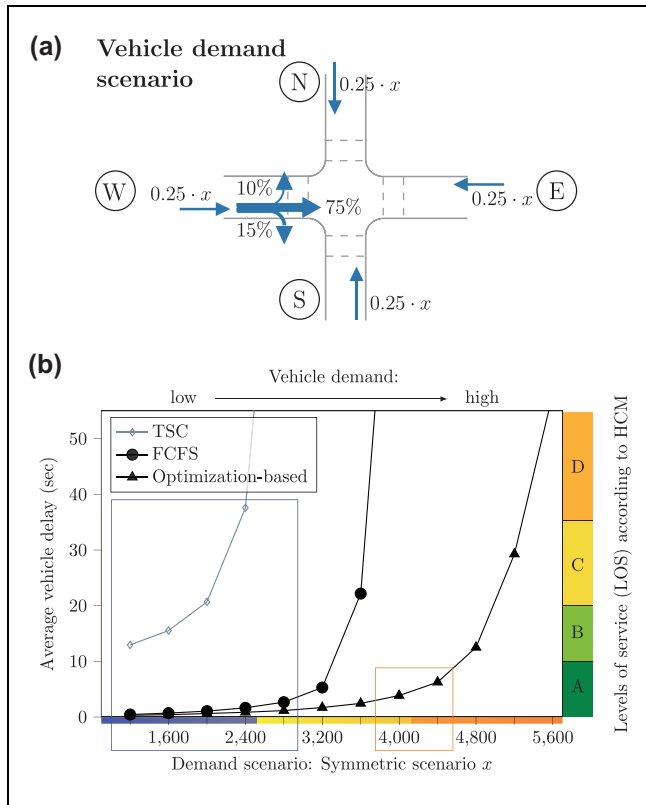 (a)
Vehicle demand
scenario
N
0.25 · x
W
0.25 · x
10%
75%
15%
E
0.25 · x
S
0.25 · x
(b)
Vehicle demand:
low
high
TSC
FCFS
Optimization-based
Average vehicle delay (sec)
50
40
30
20
10
0
1,600
2,400
3,200
4,000
4,800
5,600
Demand scenario: Symmetric scenario x
D
C
B
A
Levels of service (LOS) according to HCM